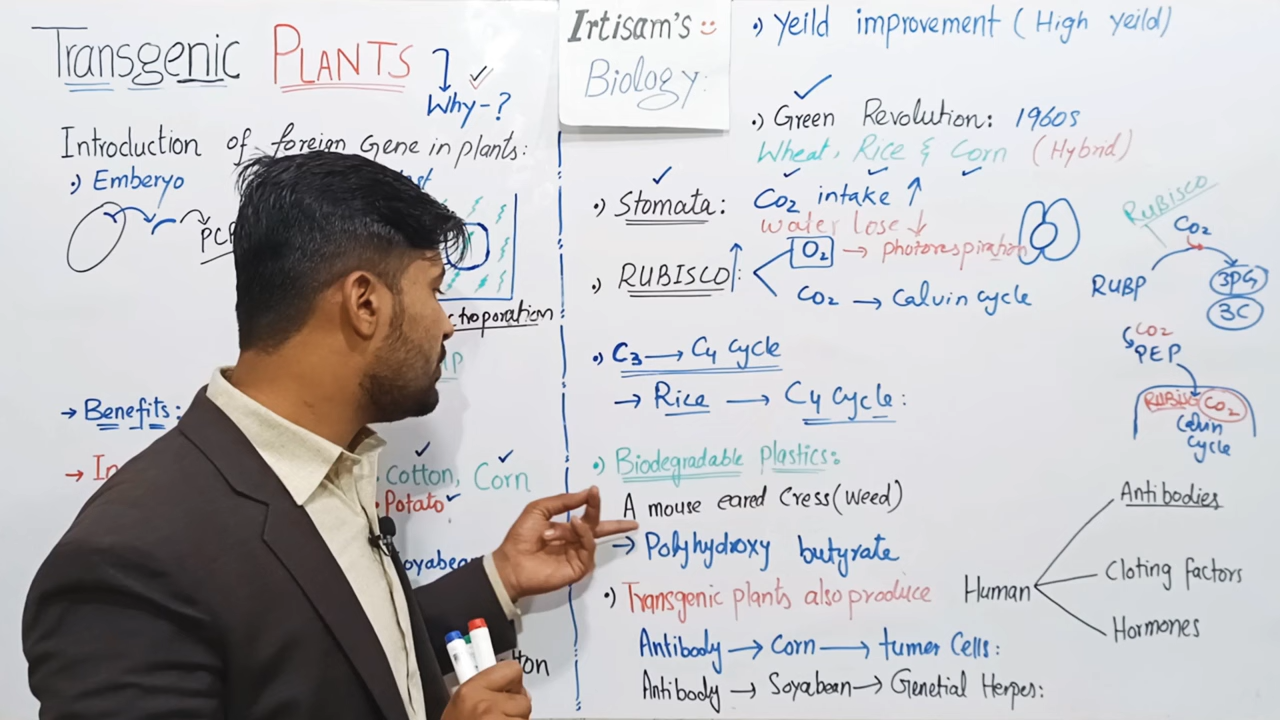 Transgenic PLANTS
Why-?
Introduction of foreign Gene in plants:
•) Emberyo
→ Benefits:
Cotton, Corn
• Potato
Irtisam's
Biology:
•) Yeild improvement (High yeild)
•) Green Revolution: 1960s
Wheat, Rice & Corn (Hybrid)
•) Stomata: CO2 intake ↑
water lose ↓
•) RUBISCO ↑: O2 → photorespiration
CO2 → Calvin cycle
RUBISCO
CO2
RUBP
3PG
3C
•) C3 → C4 cycle
→ Rice → C4 cycle:
CO2
PEP
RUBISCO CO2
Calvin
cycle
•) Biodegradable plastics:
A mouse eared Cress (weed)
→ Polyhydroxy butyrate
•) Transgenic plants also produce
Human
Antibodies
Cloting factors
Hormones
Antibody → Corn → tumer Cells:
Antibody → Soyabean → Genetial Herpes: